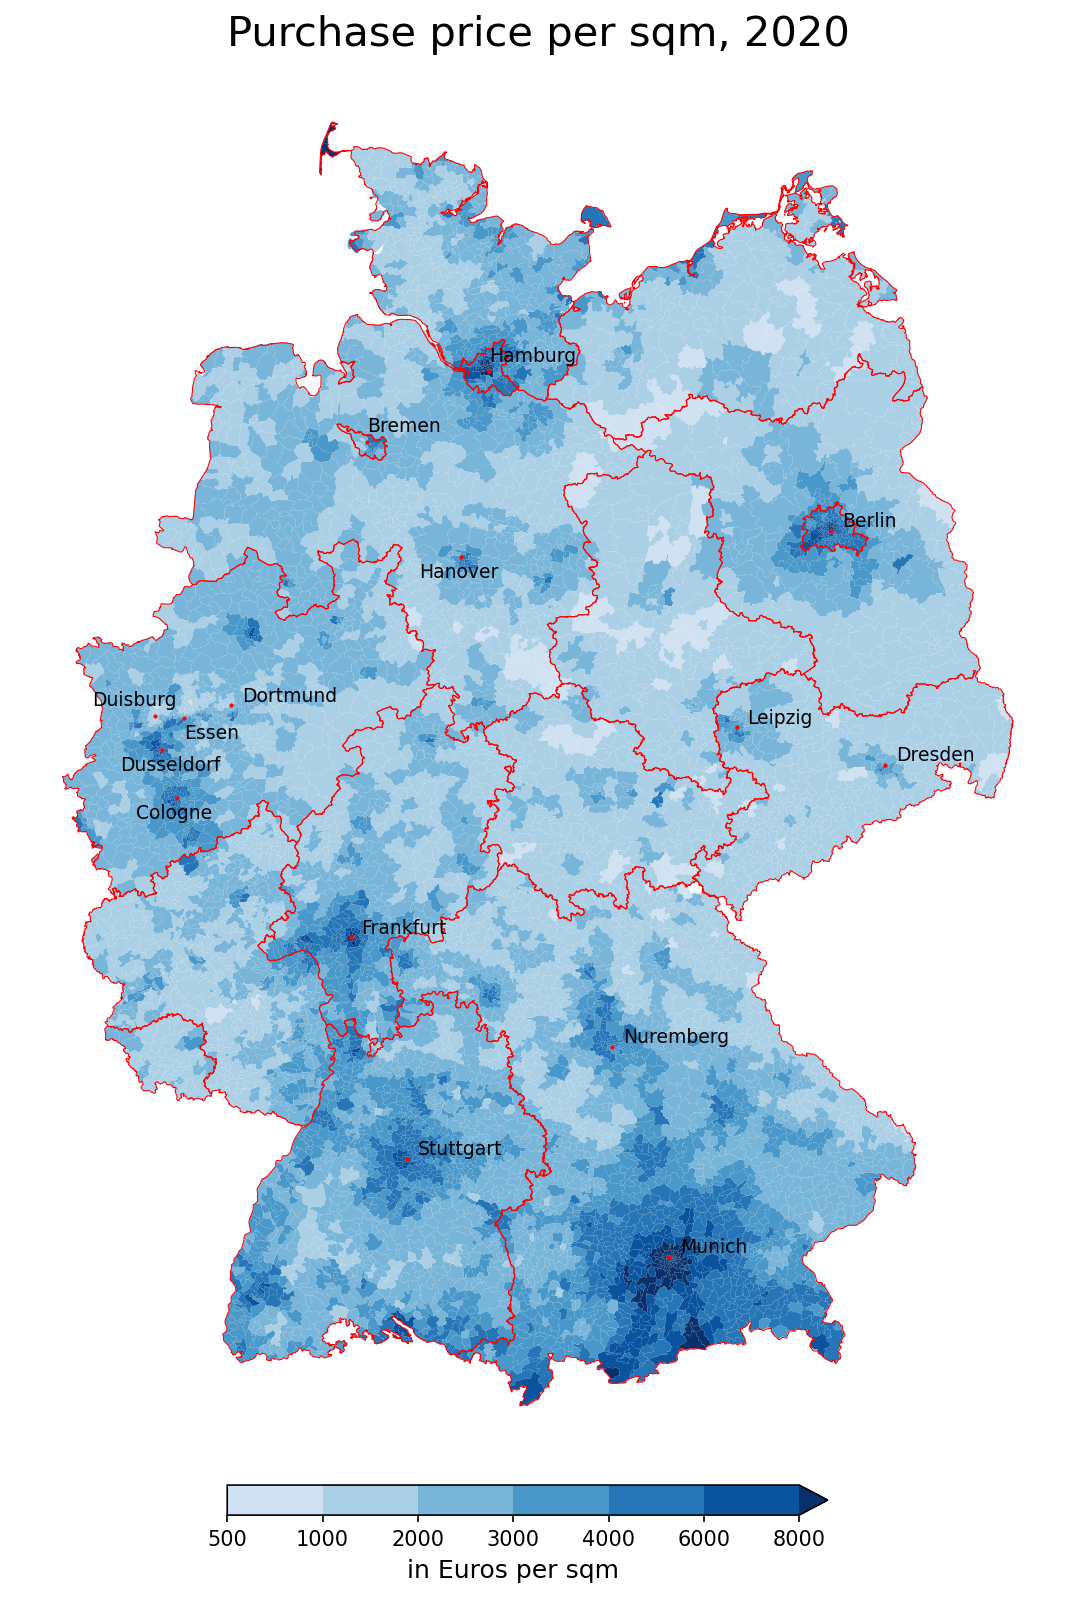 Purchase price per sqm, 2020
Hamburg
Bremen
Berlin
Hanover
Duisburg
Dortmund
Essen
Dusseldorf
Cologne
Leipzig
Dresden
Frankfurt
Nuremberg
Stuttgart
Munich
500 1000 2000 3000 4000 6000 8000
in Euros per sqm